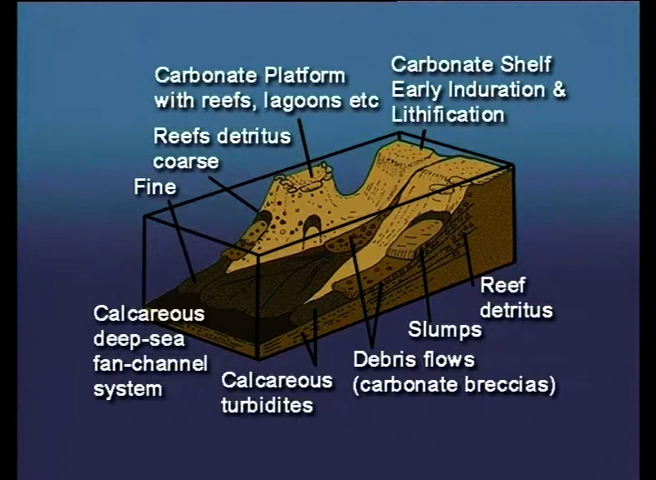 Carbonate Platform
with reefs, lagoons etc
Carbonate Shelf
Early Induration &
Lithification
Reefs detritus
coarse
Fine
Reef
detritus
Slumps
Debris flows
(carbonate breccias)
Calcareous
deep-sea
fan-channel
system
Calcareous
turbidites